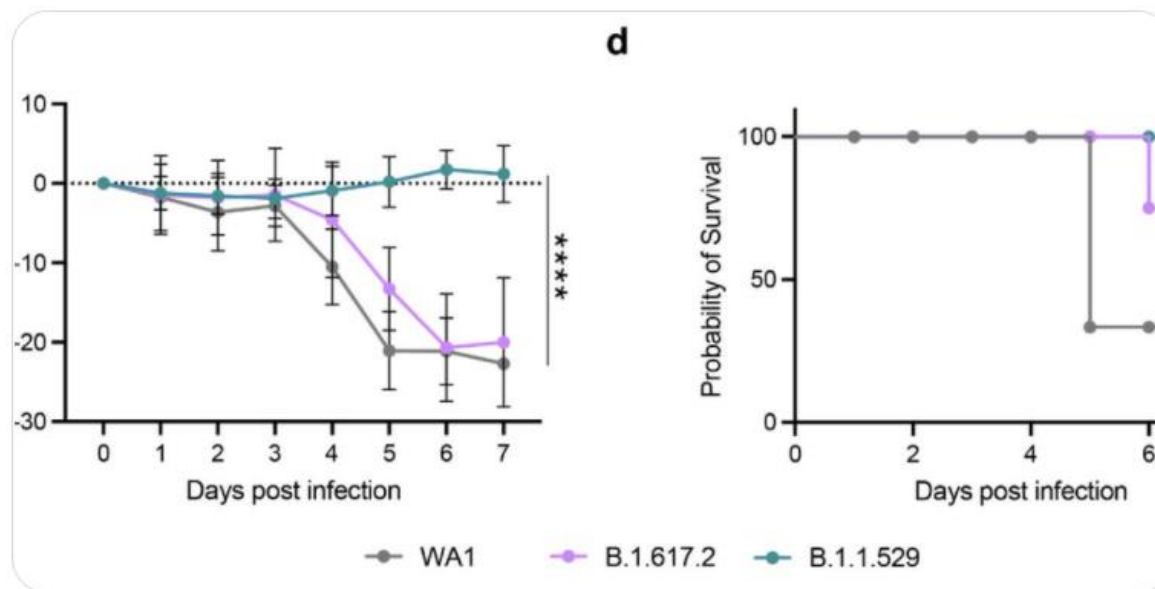 d
10
0
-10
-20
-30
0 1 2 3 4 5 6 7
Days post infection
****
Probability of Survival
100
50
0
0 2 4 6
Days post infection
WA1 B.1.617.2 B.1.1.529